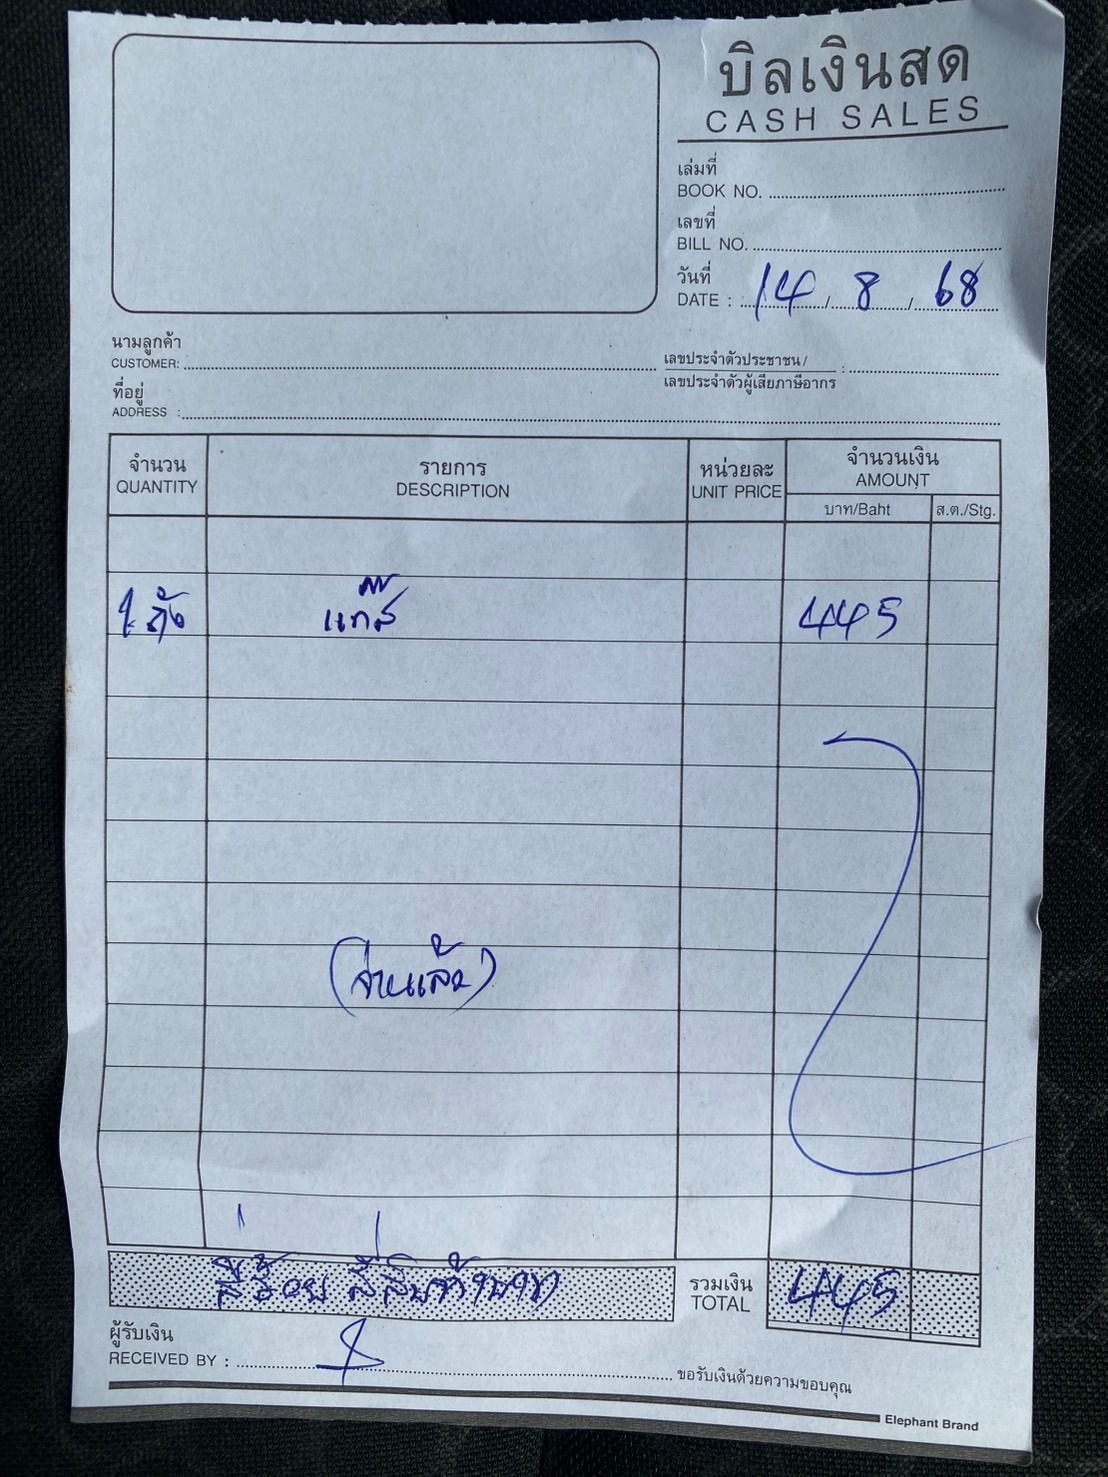 บิลเงินสด
CASH SALES
เล่มที่
BOOK NO.
เลขที่
BILL NO.
วันที่
DATE : 14 / 8 / 68
นามลูกค้า
CUSTOMER:
เลขประจำตัวประชาชน /
เลขประจำตัวผู้เสียภาษีอากร :
ที่อยู่
ADDRESS :
จำนวน รายการ หน่วยละ จำนวนเงิน
QUANTITY DESCRIPTION UNIT PRICE AMOUNT
บาท/Baht ส.ต./Stg.
1 ถัง แก๊ส 445
(จ่ายแล้ว)
สี่ร้อยสี่สิบห้าบาท รวมเงิน 445
TOTAL
ผู้รับเงิน
RECEIVED BY :
ขอรับเงินด้วยความขอบคุณ
Elephant Brand